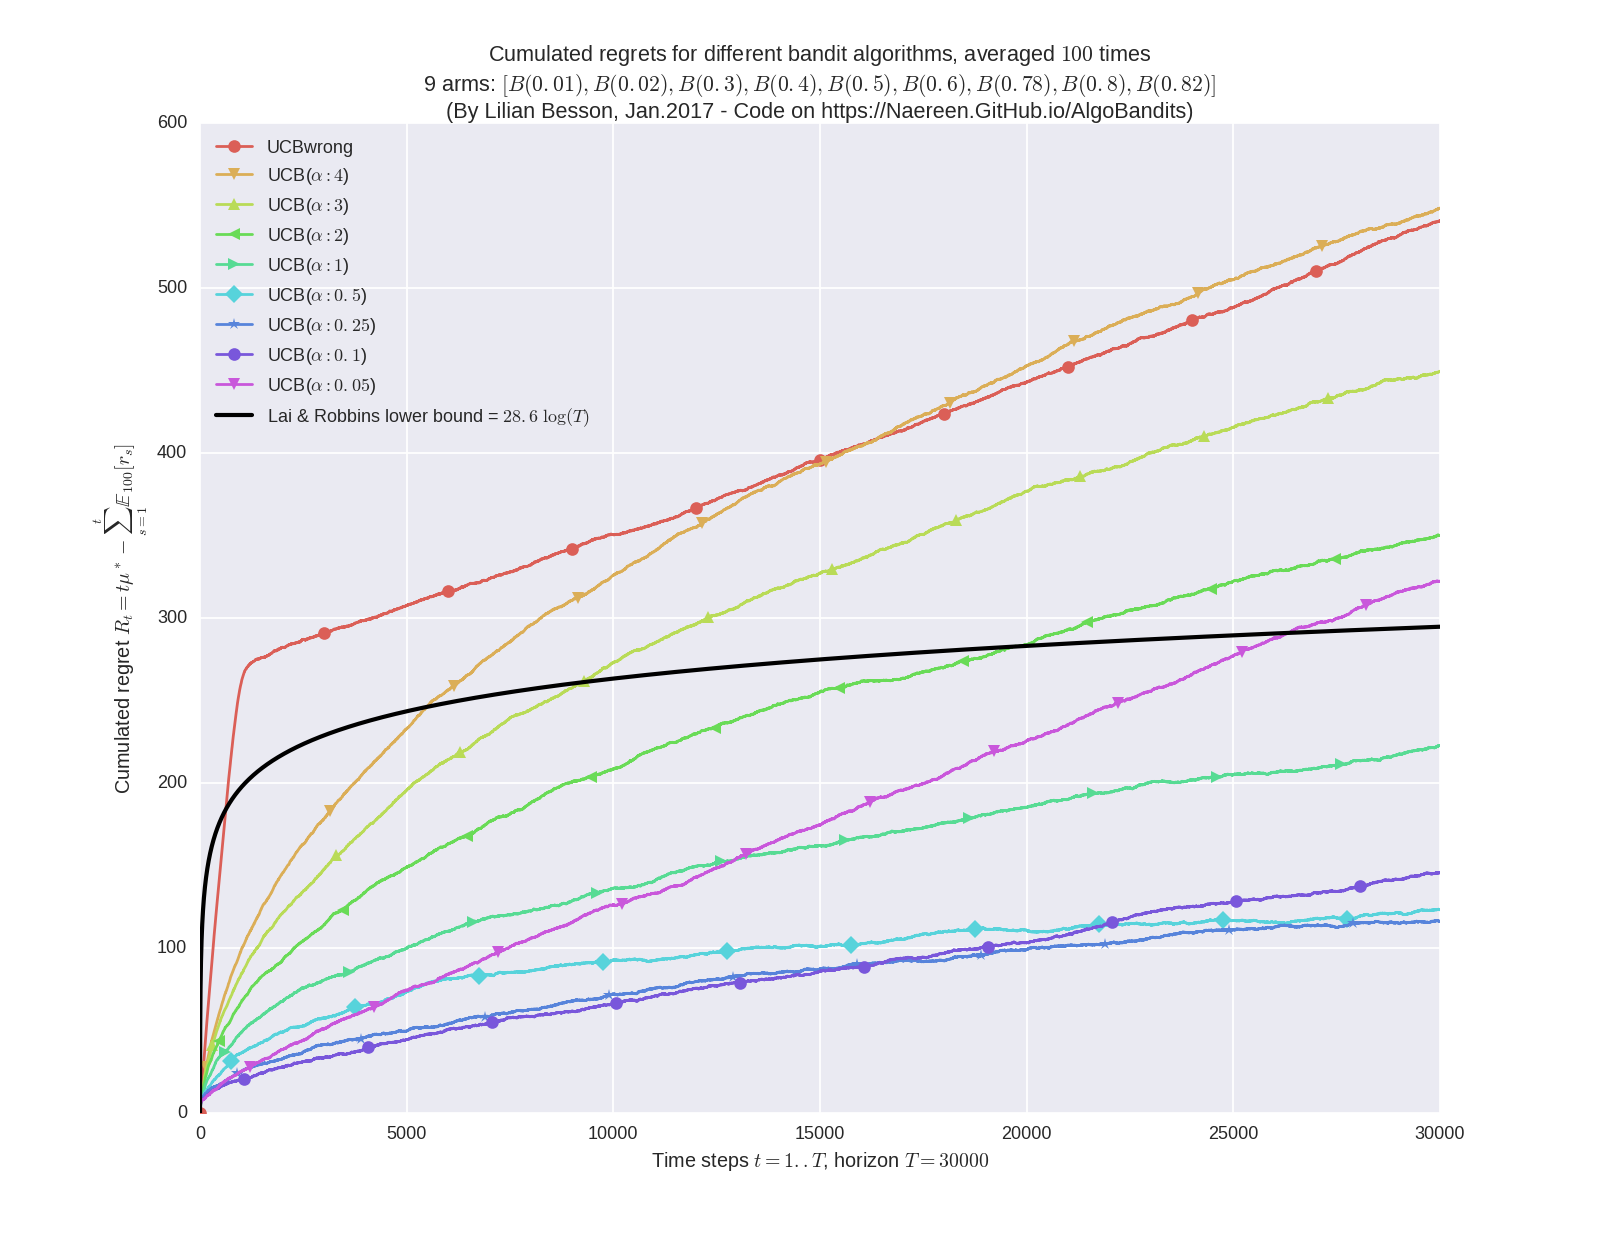 Cumulated regrets for different bandit algorithms, averaged 100 times
9 arms: [B(0.01), B(0.02), B(0.3), B(0.4), B(0.5), B(0.6), B(0.78), B(0.8), B(0.82)]
(By Lilian Besson, Jan.2017 - Code on https://Naereen.GitHub.io/AlgoBandits)
600
500
400
300
200
100
0
UCBwrong
UCB(α : 4)
UCB(α : 3)
UCB(α : 2)
UCB(α : 1)
UCB(α : 0.5)
UCB(α : 0.25)
UCB(α : 0.1)
UCB(α : 0.05)
Lai & Robbins lower bound = 28.6 log(T)
Cumulated regret R_t = tμ* − ∑_{s=1}^{t} 𝔼_{100}[r_s]
0 5000 10000 15000 20000 25000 30000
Time steps t = 1..T, horizon T = 30000